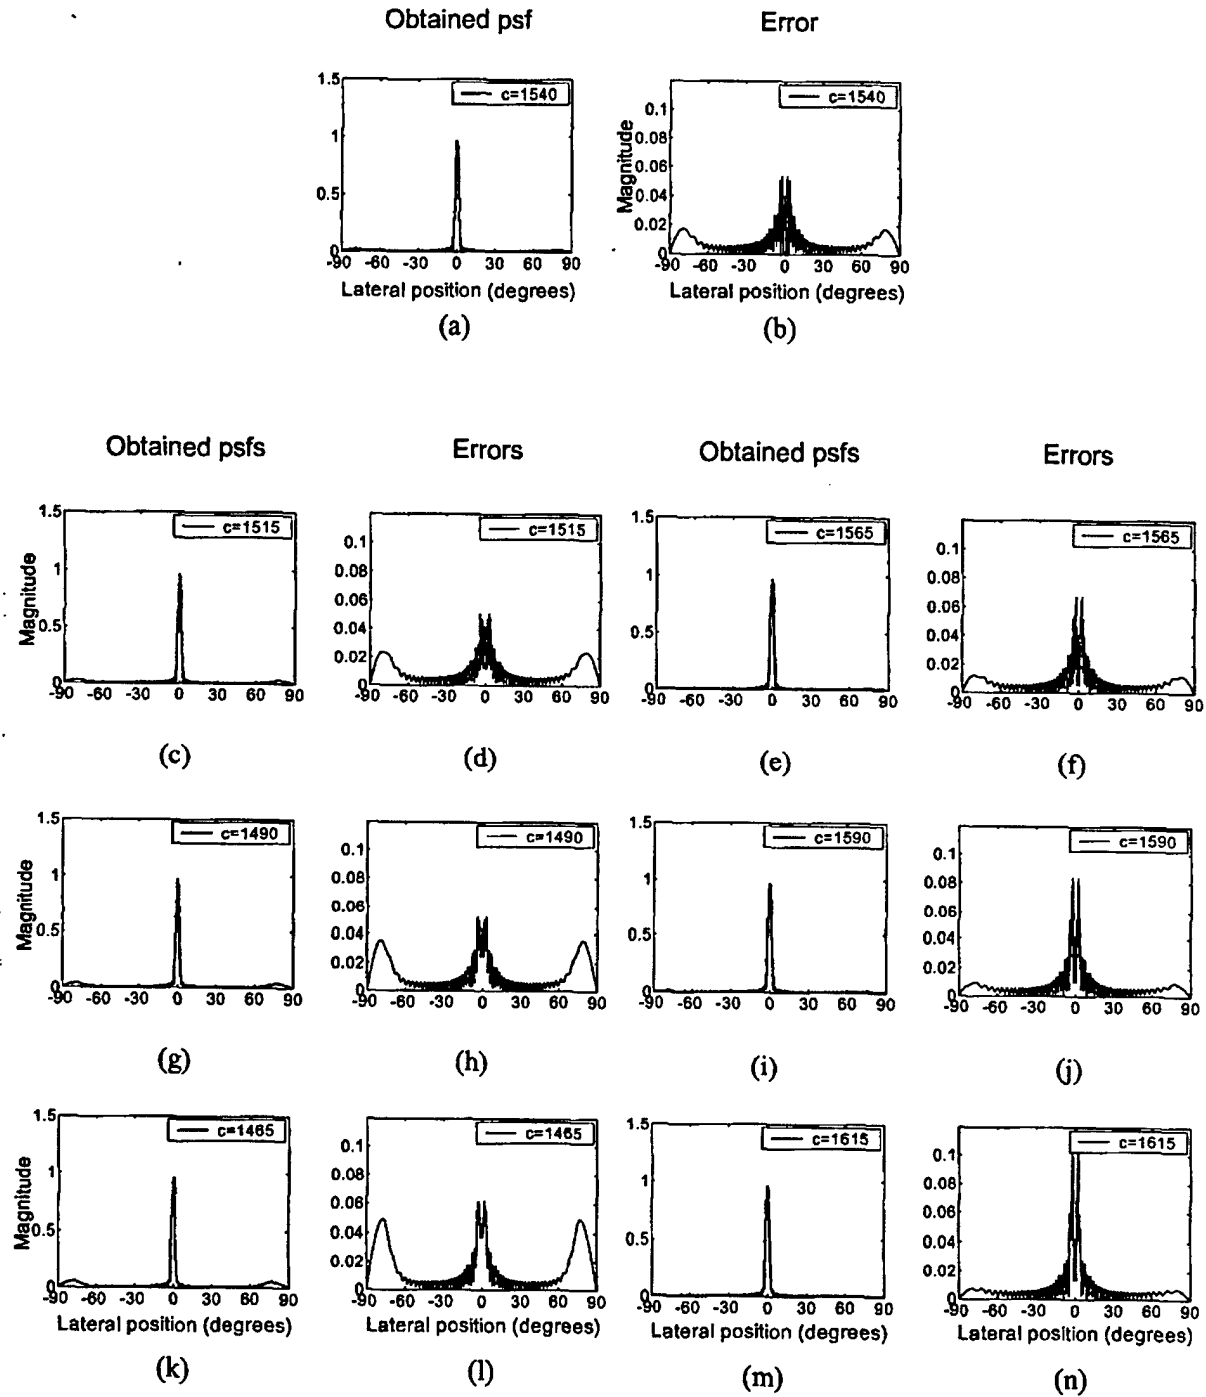 Obtained psf
Error
1.5
1
0.5
0
c=1540
-90 -60 -30 0 30 60 90
Lateral position (degrees)
(a)
Magnitude
0.1
0.08
0.06
0.04
0.02
0
c=1540
-90 -60 -30 0 30 60 90
Lateral position (degrees)
(b)
Obtained psfs
Errors
Obtained psfs
Errors
Magnitude
1.5
1
0.5
0
c=1515
-90 -60 -30 0 30 60 90
(c)
0.1
0.08
0.06
0.04
0.02
0
c=1515
-90 -60 -30 0 30 60 90
(d)
1.5
1
0.5
0
c=1565
-90 -60 -30 0 30 60 90
(e)
0.1
0.08
0.06
0.04
0.02
0
c=1565
-90 -60 -30 0 30 60 90
(f)
Magnitude
1.5
1
0.5
0
c=1490
-90 -60 -30 0 30 60 90
(g)
0.1
0.08
0.06
0.04
0.02
0
c=1490
-90 -60 -30 0 30 60 90
(h)
1.5
1
0.5
0
c=1590
-90 -60 -30 0 30 60 90
(i)
0.1
0.08
0.06
0.04
0.02
0
c=1590
-90 -60 -30 0 30 60 90
(j)
Magnitude
1.5
1
0.5
0
c=1465
-90 -60 -30 0 30 60 90
Lateral position (degrees)
(k)
0.1
0.08
0.06
0.04
0.02
0
c=1465
-90 -60 -30 0 30 60 90
Lateral position (degrees)
(l)
1.5
1
0.5
0
c=1615
-90 -60 -30 0 30 60 90
Lateral position (degrees)
(m)
0.1
0.08
0.06
0.04
0.02
0
c=1615
-90 -60 -30 0 30 60 90
Lateral position (degrees)
(n)